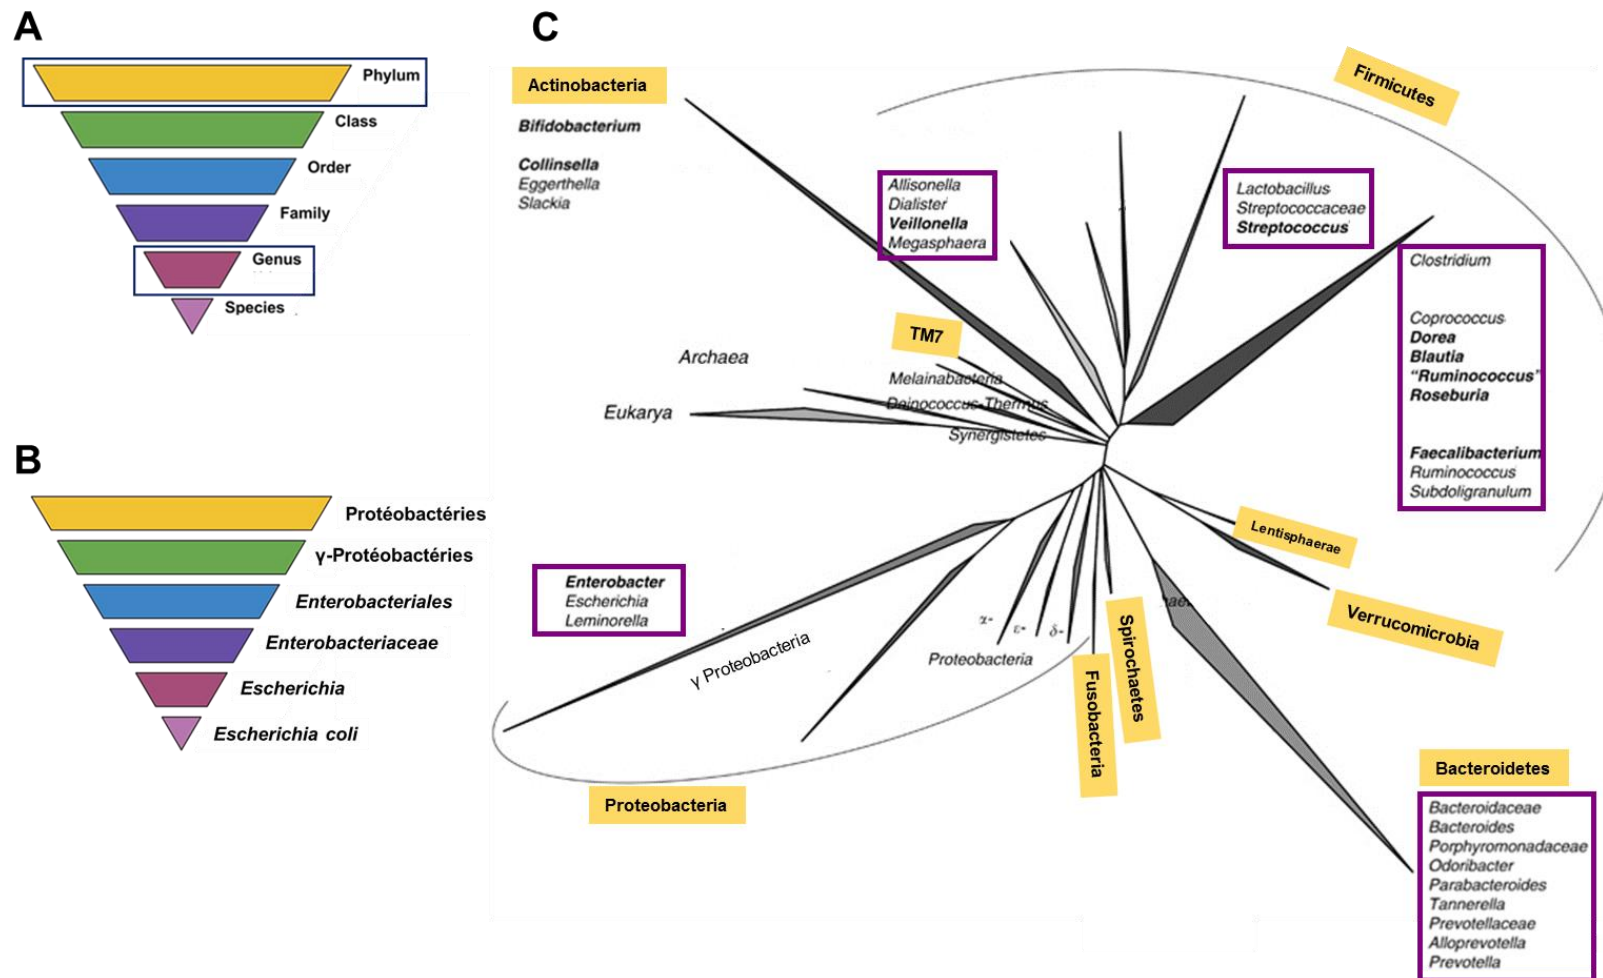 A
Phylum
Class
Order
Family
Genus
Species
B
Protéobactéries
γ-Protéobactéries
Enterobacteriales
Enterobacteriaceae
Escherichia
Escherichia coli
C
Actinobacteria
Bifidobacterium
Collinsella
Eggerthella
Slackia
Firmicutes
Allisonella
Dialister
Veillonella
Megasphaera
Lactobacillus
Streptococcaceae
Streptococcus
Clostridium
Coprococcus
Dorea
Blautia
“Ruminococcus”
Roseburia
Faecalibacterium
Ruminococcus
Subdoligranulum
TM7
Archaea
Melainabacteria
Deinococcus-Thermus
Eukarya
Synergistetes
Lentisphaerae
Verrucomicrobia
Enterobacter
Escherichia
Leminorella
γ Proteobacteria
α-
ε-
δ-
Proteobacteria
Spirochaetes
Fusobacteria
Proteobacteria
Bacteroidetes
Bacteroidaceae
Bacteroides
Porphyromonadaceae
Odoribacter
Parabacteroides
Tannerella
Prevotellaceae
Alloprevotella
Prevotella